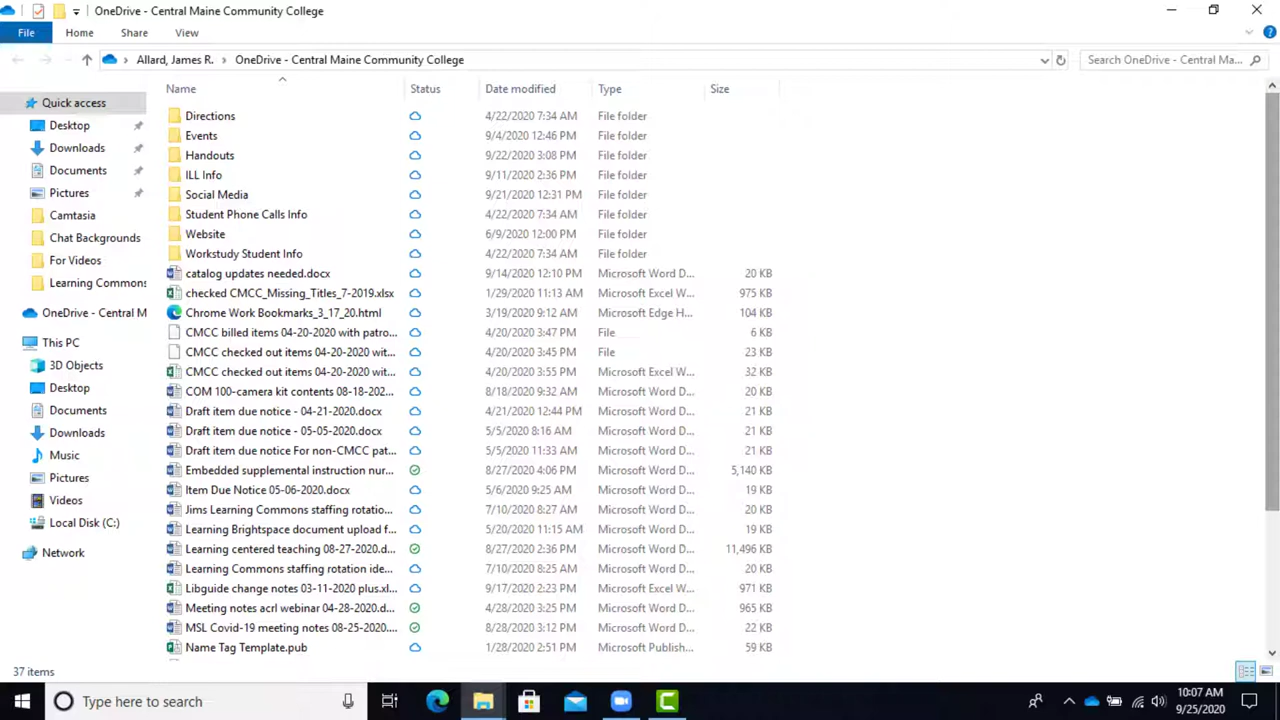 OneDrive - Central Maine Community College
File Home Share View
Allard, James R. OneDrive - Central Maine Community College Search OneDrive - Central Ma...
Name Status Date modified Type Size
Quick access
Desktop
Downloads
Documents
Pictures
Camtasia
Chat Backgrounds
For Videos
Learning Commons
OneDrive - Central M
This PC
3D Objects
Desktop
Documents
Downloads
Music
Pictures
Videos
Local Disk (C:)
Network
Directions 4/22/2020 7:34 AM File folder
Events 9/4/2020 12:46 PM File folder
Handouts 9/22/2020 3:08 PM File folder
ILL Info 9/11/2020 2:36 PM File folder
Social Media 9/21/2020 12:31 PM File folder
Student Phone Calls Info 4/22/2020 7:34 AM File folder
Website 6/9/2020 12:00 PM File folder
Workstudy Student Info 4/22/2020 7:34 AM File folder
catalog updates needed.docx 9/14/2020 12:10 PM Microsoft Word D... 20 KB
checked CMCC_Missing_Titles_7-2019.xlsx 1/29/2020 11:13 AM Microsoft Excel W... 975 KB
Chrome Work Bookmarks_3_17_20.html 3/19/2020 9:12 AM Microsoft Edge H... 104 KB
CMCC billed items 04-20-2020 with patro... 4/20/2020 3:47 PM File 6 KB
CMCC checked out items 04-20-2020 wit... 4/20/2020 3:45 PM File 23 KB
CMCC checked out items 04-20-2020 wit... 4/20/2020 3:55 PM Microsoft Excel W... 32 KB
COM 100-camera kit contents 08-18-202... 8/18/2020 9:32 AM Microsoft Word D... 20 KB
Draft item due notice - 04-21-2020.docx 4/21/2020 12:44 PM Microsoft Word D... 21 KB
Draft item due notice - 05-05-2020.docx 5/5/2020 8:16 AM Microsoft Word D... 21 KB
Draft item due notice For non-CMCC pat... 5/5/2020 11:33 AM Microsoft Word D... 21 KB
Embedded supplemental instruction nur... 8/27/2020 4:06 PM Microsoft Word D... 5,140 KB
Item Due Notice 05-06-2020.docx 5/6/2020 9:25 AM Microsoft Word D... 19 KB
Jims Learning Commons staffing rotatio... 7/10/2020 8:27 AM Microsoft Word D... 20 KB
Learning Brightspace document upload f... 5/20/2020 11:15 AM Microsoft Word D... 19 KB
Learning centered teaching 08-27-2020.d... 8/27/2020 2:36 PM Microsoft Word D... 11,496 KB
Learning Commons staffing rotation ide... 7/10/2020 8:25 AM Microsoft Word D... 20 KB
Libguide change notes 03-11-2020 plus.xl... 9/17/2020 2:23 PM Microsoft Excel W... 971 KB
Meeting notes acrl webinar 04-28-2020.d... 4/28/2020 3:25 PM Microsoft Word D... 965 KB
MSL Covid-19 meeting notes 08-25-2020.... 8/28/2020 3:12 PM Microsoft Word D... 22 KB
Name Tag Template.pub 1/28/2020 2:51 PM Microsoft Publish... 59 KB
37 items
Type here to search
10:07 AM
9/25/2020